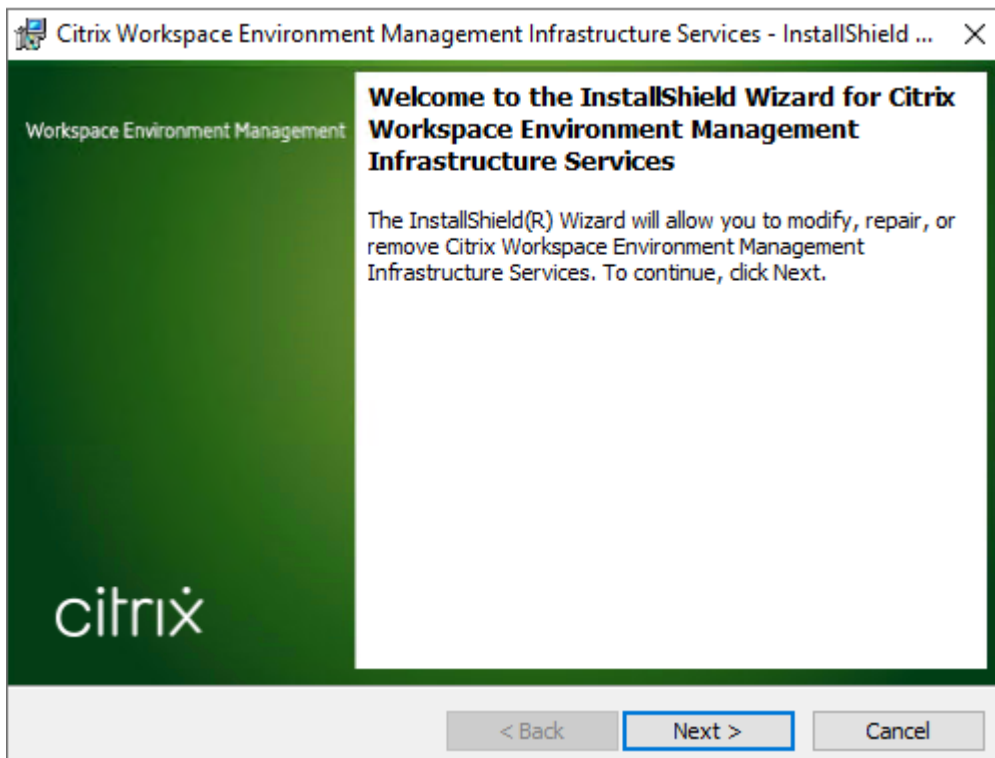 Citrix Workspace Environment Management Infrastructure Services - InstallShield ...
Workspace Environment Management
Welcome to the InstallShield Wizard for Citrix
Workspace Environment Management
Infrastructure Services
The InstallShield(R) Wizard will allow you to modify, repair, or
remove Citrix Workspace Environment Management
Infrastructure Services. To continue, click Next.
citrix
< Back
Next >
Cancel